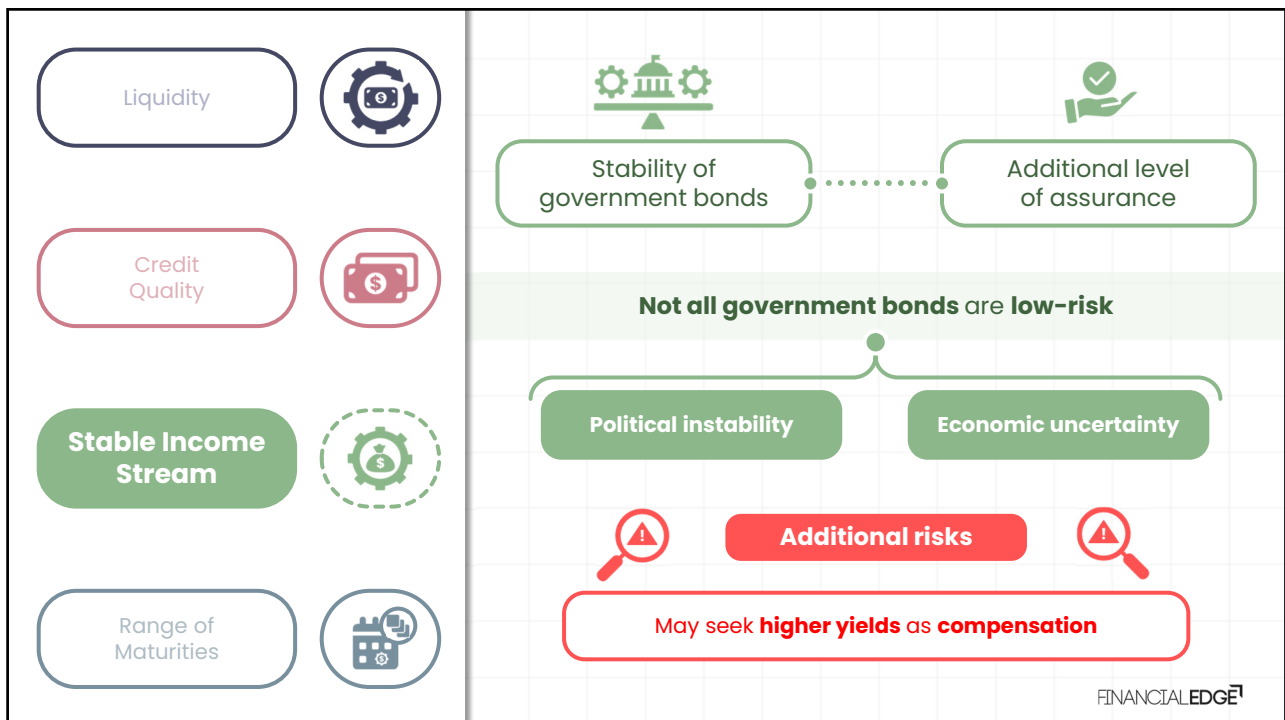 Liquidity
Credit
Quality
Stable Income
Stream
Range of
Maturities
Stability of
government bonds
Additional level
of assurance
Not all government bonds are low-risk
Political instability
Economic uncertainty
Additional risks
May seek higher yields as compensation
FINANCIALEDGE